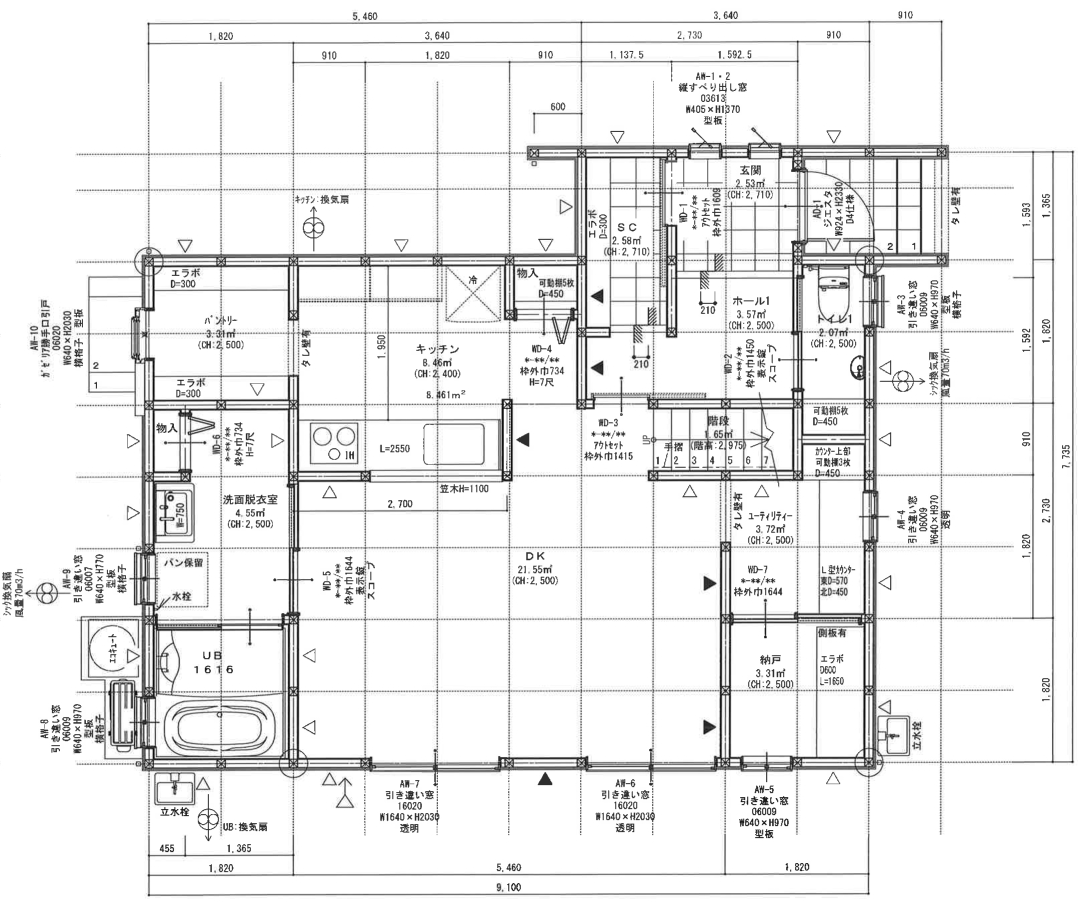 5,460
3,640
910
1,820
3,640
2,730
910
910
1,820
910
1,137.5
1,592.5
AW-1・2
縦すべり出し窓
03613
W405×H1370
型板
600
キッチン:換気扇
玄関
2.53㎡
(CH:2,710)
WD-1
*-**/**
アウトセット
枠外巾1609
エラボ
D=300
SC
2.58㎡
(CH:2,710)
AD-1
ジエスタ
W924×H2330
D4仕様
2
1
タレ壁有
1,593
1,365
エラボ
D=300
冷
物入
可動棚5枚
D=450
パントリー
3.31㎡
(CH:2,500)
タレ壁有
1,950
キッチン
8.46㎡
(CH:2,400)
8.461m²
WD-4
*-**/**
枠外巾734
H=7尺
210
210
ホール1
3.57㎡
(CH:2,500)
WD-2
*-**/**
枠外巾1450
表示錠
スコープ
トイレ1
2.07㎡
(CH:2,500)
AW-3
引き違い窓
06009
W640×H970
型板
横格子
1,592
1,820
7,735
シック換気扇
風量70m3/h
AW-10
ガゼリア勝手口引戸
06020
W640×H2030
横格子 型板
2
1
エラボ
D=300
物入
WD-6
*-**/**
枠外巾734
H=7尺
IH
L=2550
笠木H=1100
2,700
WD-3
*-**/**
アウトセット
枠外巾1415
階段
1.65㎡
(階高:2,975)
手摺
UP
1 2 3 4 5 6 7
可動棚5枚
D=450
カウンター上部
可動棚3枚
D=450
910
洗面脱衣室
4.55㎡
(CH:2,500)
W=750
パン保留
水栓
タレ壁有
ユーティリティー
3.72㎡
(CH:2,500)
AW-4
引き違い窓
06009
W640×H970
透明
2,730
1,820
DK
21.55㎡
(CH:2,500)
WD-5
*-**/**
枠外巾1644
表示錠
スコープ
WD-7
*-**/**
枠外巾1644
L型カウンター
東D=570
北D=450
シック換気扇
風量70m3/h
AW-9
引き違い窓
06007
W640×H770
型板
横格子
エコキュート
UB
1616
側板有
納戸
3.31㎡
(CH:2,500)
エラボ
D600
L=1650
1,820
AW-8
引き違い窓
06009
W640×H970
型板
横格子
立水栓
立水栓
UB:換気扇
AW-7
引き違い窓
16020
W1640×H2030
透明
AW-6
引き違い窓
16020
W1640×H2030
透明
AW-5
引き違い窓
06009
W640×H970
型板
455
1,365
1,820
5,460
1,820
9,100